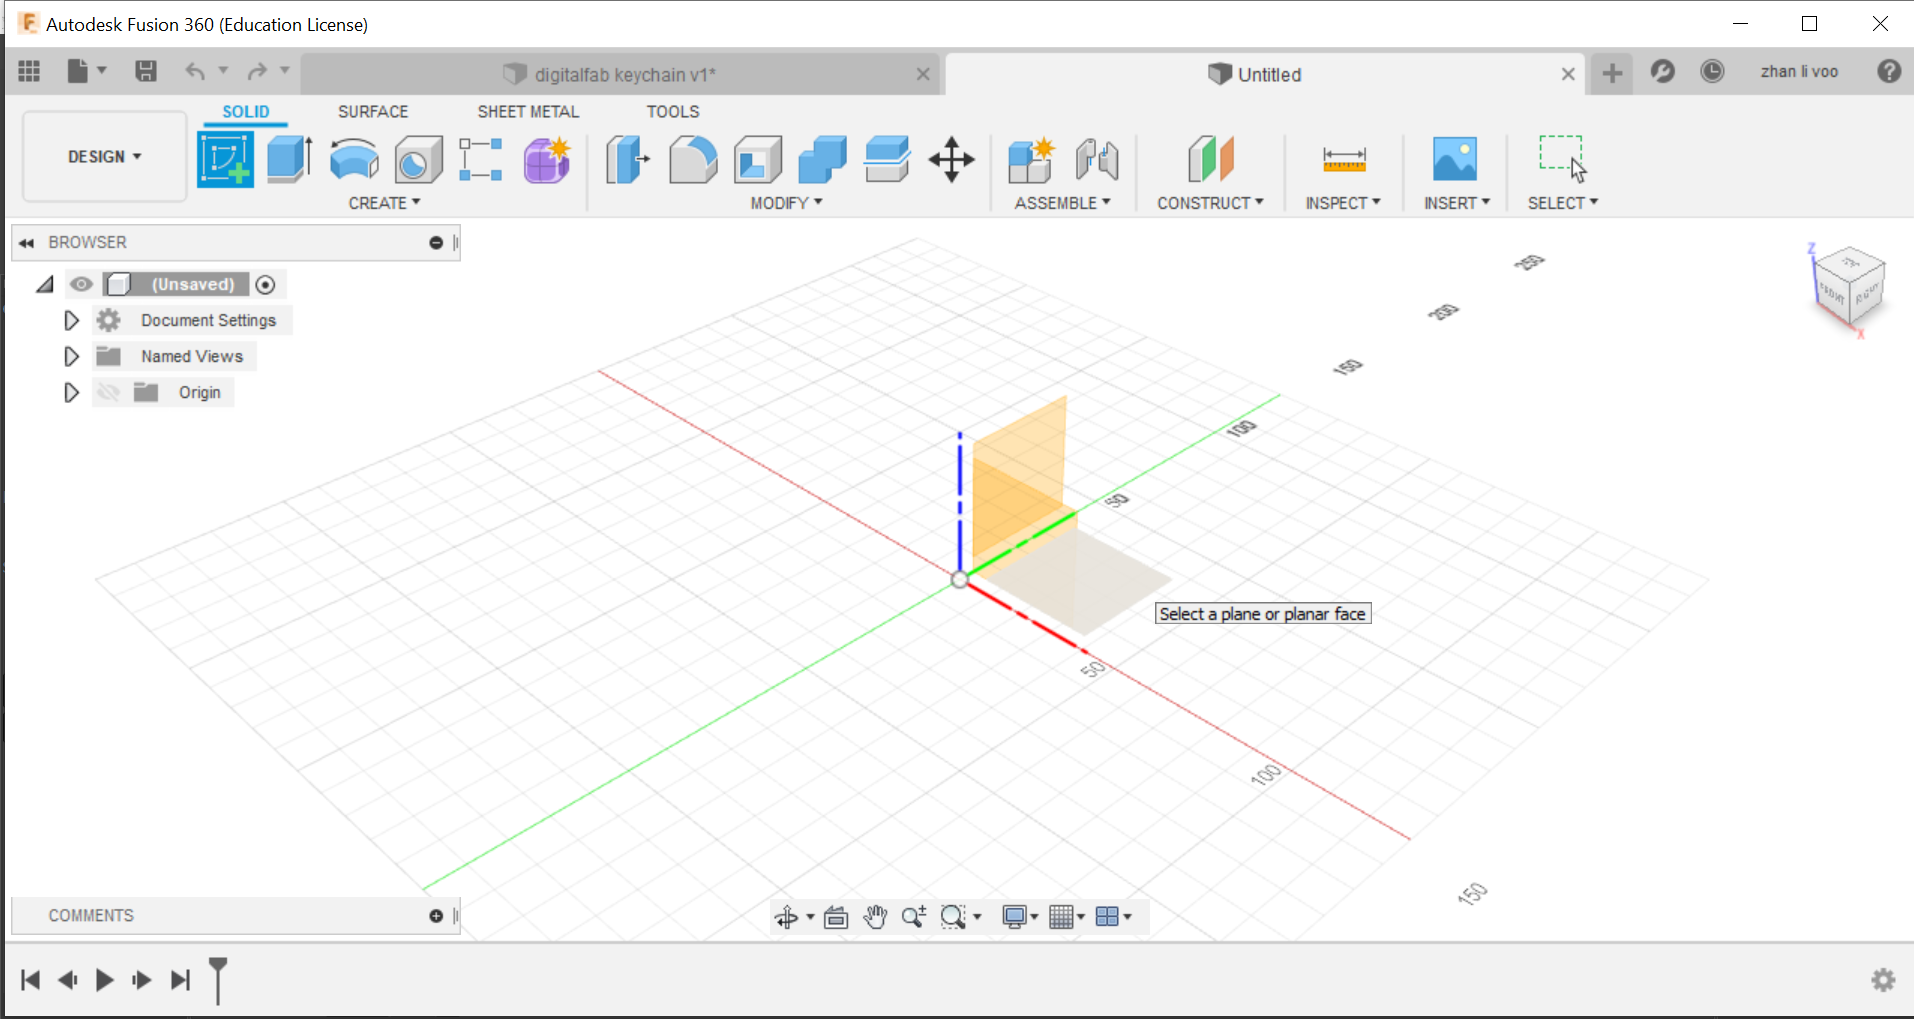 Autodesk Fusion 360 (Education License)
digitalfab keychain v1*
Untitled
zhan li voo
SOLID
SURFACE
SHEET METAL
TOOLS
DESIGN
CREATE
MODIFY
ASSEMBLE
CONSTRUCT
INSPECT
INSERT
SELECT
BROWSER
(Unsaved)
Document Settings
Named Views
Origin
250
200
150
100
50
Z
FRONT
RIGHT
X
Select a plane or planar face
50
100
150
COMMENTS